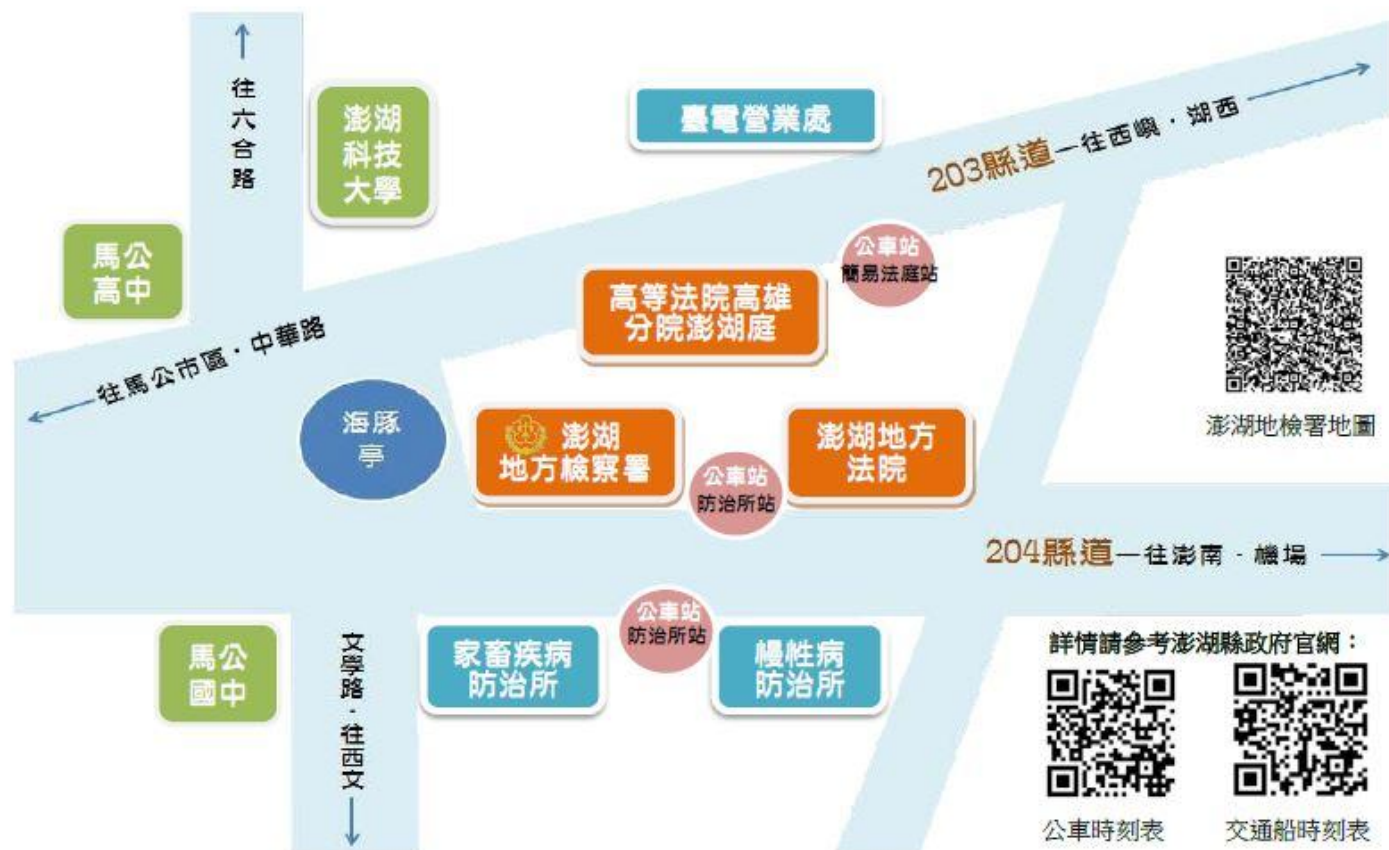 往六合路
澎湖
科技
大學
臺電營業處
203縣道—往西嶼·湖西
馬公
高中
公車站
簡易法庭站
高等法院高雄
分院澎湖庭
往馬公市區·中華路
海豚
亭
澎湖
地方檢察署
公車站
防治所站
澎湖地方
法院
澎湖地檢署地圖
204縣道—往澎南·機場
馬公
國中
文學路·往西文
家畜疾病
防治所
公車站
防治所站
慢性病
防治所
詳情請參考澎湖縣政府官網：
公車時刻表
交通船時刻表